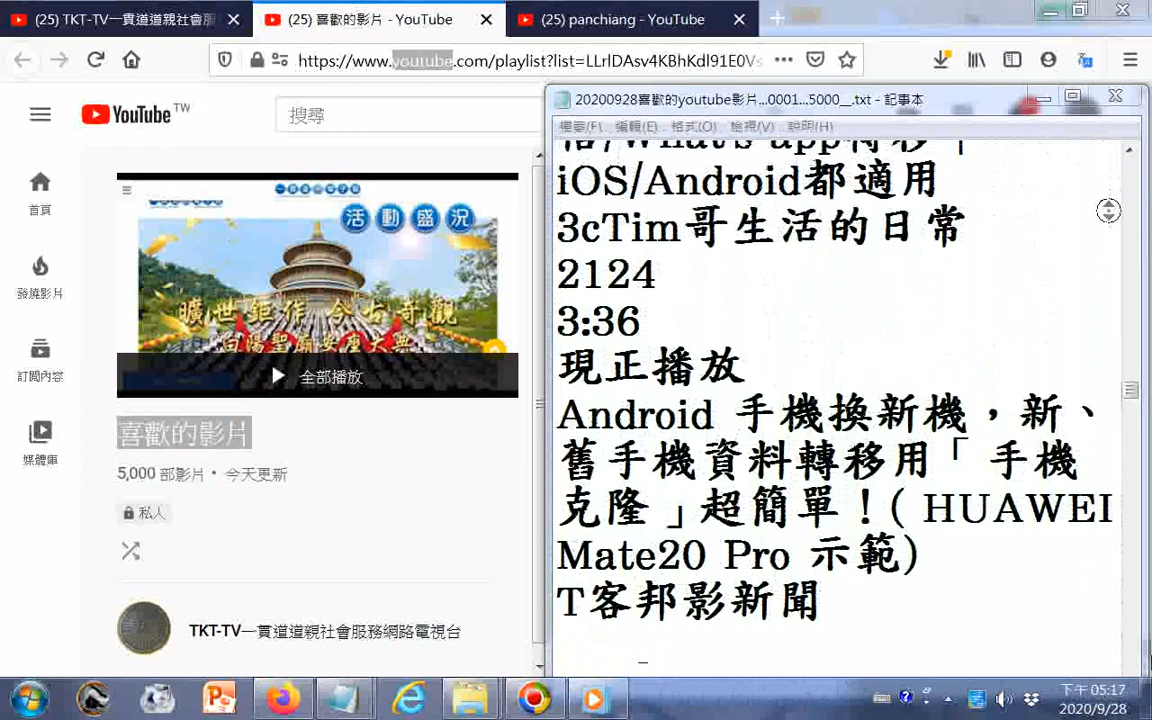 (25) TKT-TV一貫道道親社會服
(25) 喜歡的影片 - YouTube
(25) panchiang - YouTube
https://www.youtube.com/playlist?list=LLrlDAsv4KBhKdl91E0Vs
YouTube TW
搜尋
首頁
發燒影片
訂閱內容
媒體庫
活動盛況
曠世鉅作 今古奇觀
白陽聖廟安座大典
全部播放
喜歡的影片
5,000 部影片・今天更新
私人
TKT-TV一貫道道親社會服務網路電視台
20200928喜歡的youtube影片...0001...5000__.txt - 記事本
檔案(F) 編輯(E) 格式(O) 檢視(V) 說明(H)
iOS/Android都適用
3cTim哥生活的日常
2124
3:36
現正播放
Android 手機換新機，新、
舊手機資料轉移用「 手機
克隆 」超簡單！( HUAWEI
Mate20 Pro 示範)
T客邦影新聞
下午 05:17
2020/9/28